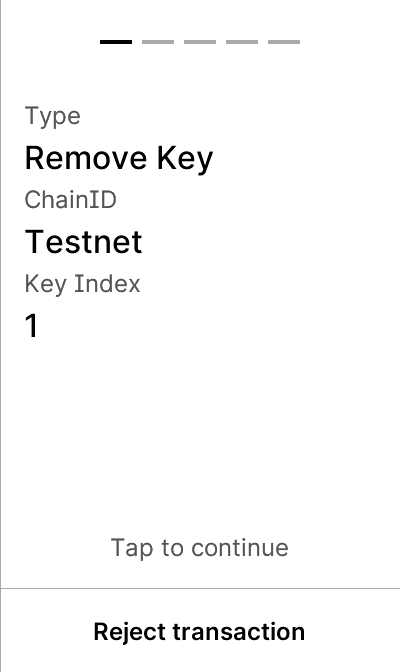 Type
Remove Key
ChainID
Testnet
Key Index
1
Tap to continue
Reject transaction